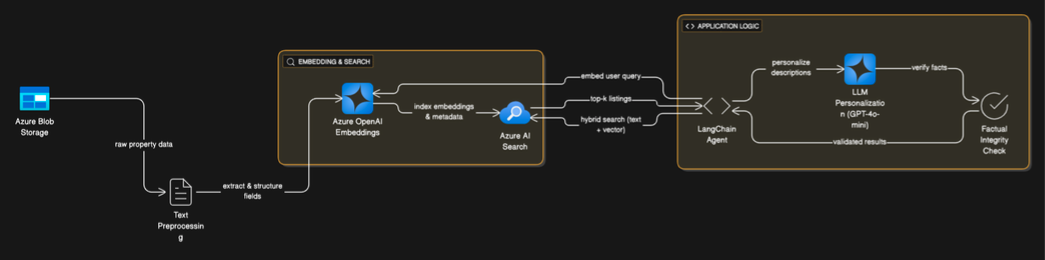 Azure Blob
Storage
raw property data
Text
Preprocessin
g
extract & structure
fields
EMBEDDING & SEARCH
Azure OpenAI
Embeddings
index embeddings
& metadata
Azure AI
Search
embed user query
top-k listings
hybrid search (text
+ vector)
<> APPLICATION LOGIC
LangChain
Agent
personalize
descriptions
LLM
Personalizatio
n (GPT-4o-
mini)
verify facts
Factual
Integrity
Check
validated results